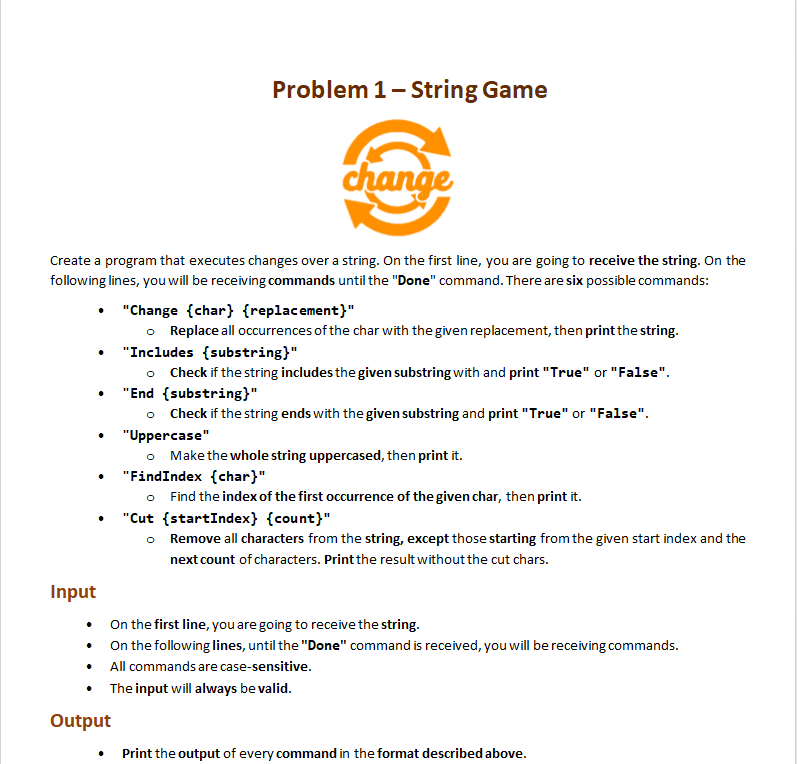 Problem 1 – String Game
change
Create a program that executes changes over a string. On the first line, you are going to receive the string. On the
following lines, you will be receiving commands until the "Done" command. There are six possible commands:
• "Change {char} {replacement}"
o Replace all occurrences of the char with the given replacement, then print the string.
• "Includes {substring}"
o Check if the string includes the given substring with and print "True" or "False".
• "End {substring}"
o Check if the string ends with the given substring and print "True" or "False".
• "Uppercase"
o Make the whole string uppercased, then print it.
• "FindIndex {char}"
o Find the index of the first occurrence of the given char, then print it.
• "Cut {startIndex} {count}"
o Remove all characters from the string, except those starting from the given start index and the
next count of characters. Print the result without the cut chars.
Input
• On the first line, you are going to receive the string.
• On the following lines, until the "Done" command is received, you will be receiving commands.
• All commands are case-sensitive.
• The input will always be valid.
Output
• Print the output of every command in the format described above.